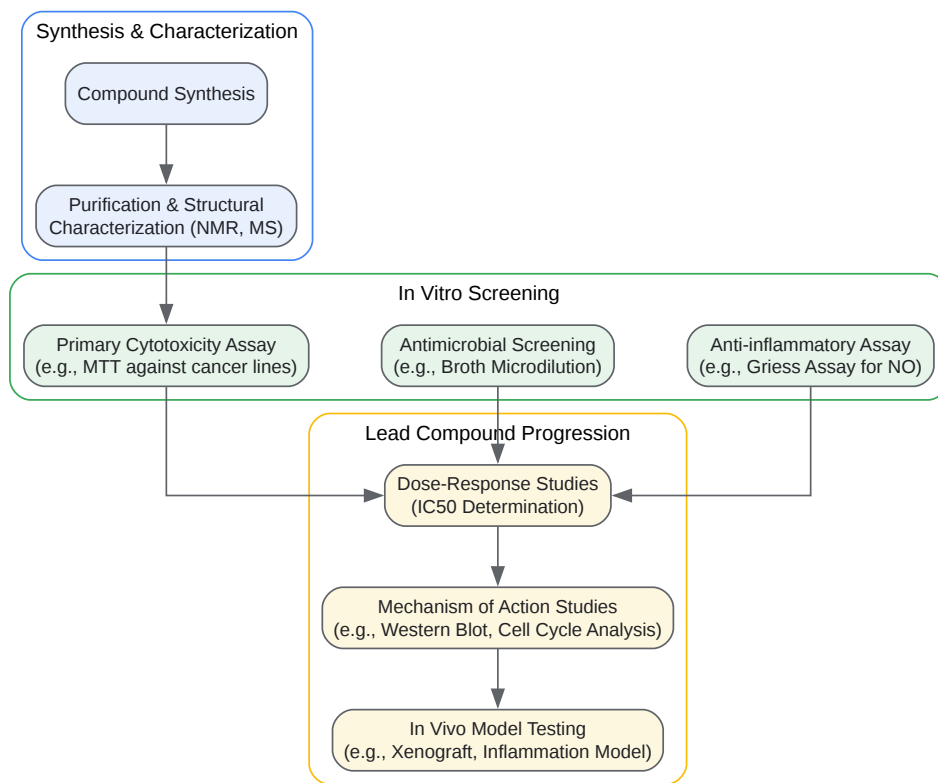 Synthesis & Characterization
Compound Synthesis
Purification & Structural
Characterization (NMR, MS)
In Vitro Screening
Primary Cytotoxicity Assay
(e.g., MTT against cancer lines)
Antimicrobial Screening
(e.g., Broth Microdilution)
Anti-inflammatory Assay
(e.g., Griess Assay for NO)
Lead Compound Progression
Dose-Response Studies
(IC50 Determination)
Mechanism of Action Studies
(e.g., Western Blot, Cell Cycle Analysis)
In Vivo Model Testing
(e.g., Xenograft, Inflammation Model)